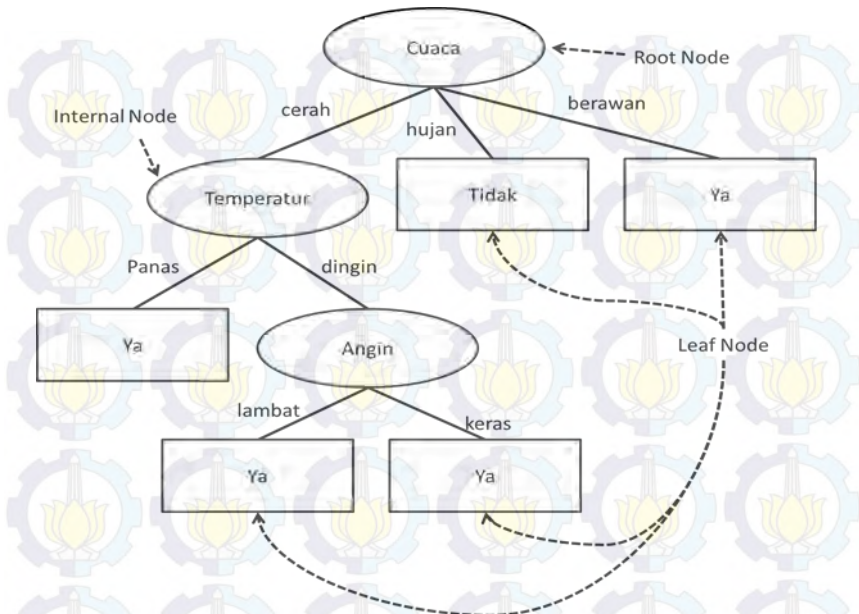 Cuaca
Root Node
cerah
hujan
berawan
Internal Node
Temperatur
Tidak
Ya
Panas
dingin
Ya
Angin
Leaf Node
lambat
keras
Ya
Ya